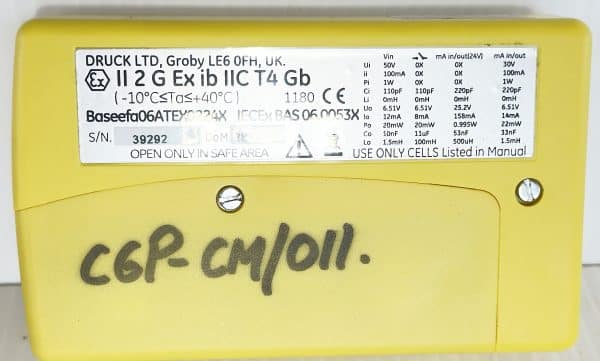 DRUCK LTD, Groby LE6 0FH, UK.
Ex II 2 G Ex ib IIC T4 Gb
(-10°C≤Ta≤+40°C) 1180 CE
IECEx BAS 06.0053X
S/N. 39292 DoM
OPEN ONLY IN SAFE AREA
Vin mA in/out(24V) mA in/out
Ui 50V 0X 0X 30V
Ii 100mA 0X 0X 100mA
Pi 1W 0X 0X 1W
Ci 110pF 110pF 220pF 220pF
Li 0mH 0mH 0mH 0mH
Uo 6.51V 6.51V 25.2V 6.51V
Io 12mA 8mA 158mA 14mA
Po 20mW 20mW 0.995W 22mW
Co 10nF 11uF 53nF 33nF
Lo 1.5mH 100mH 500uH 1.5mH
USE ONLY CELLS Listed in Manual
CGP-CM/011.